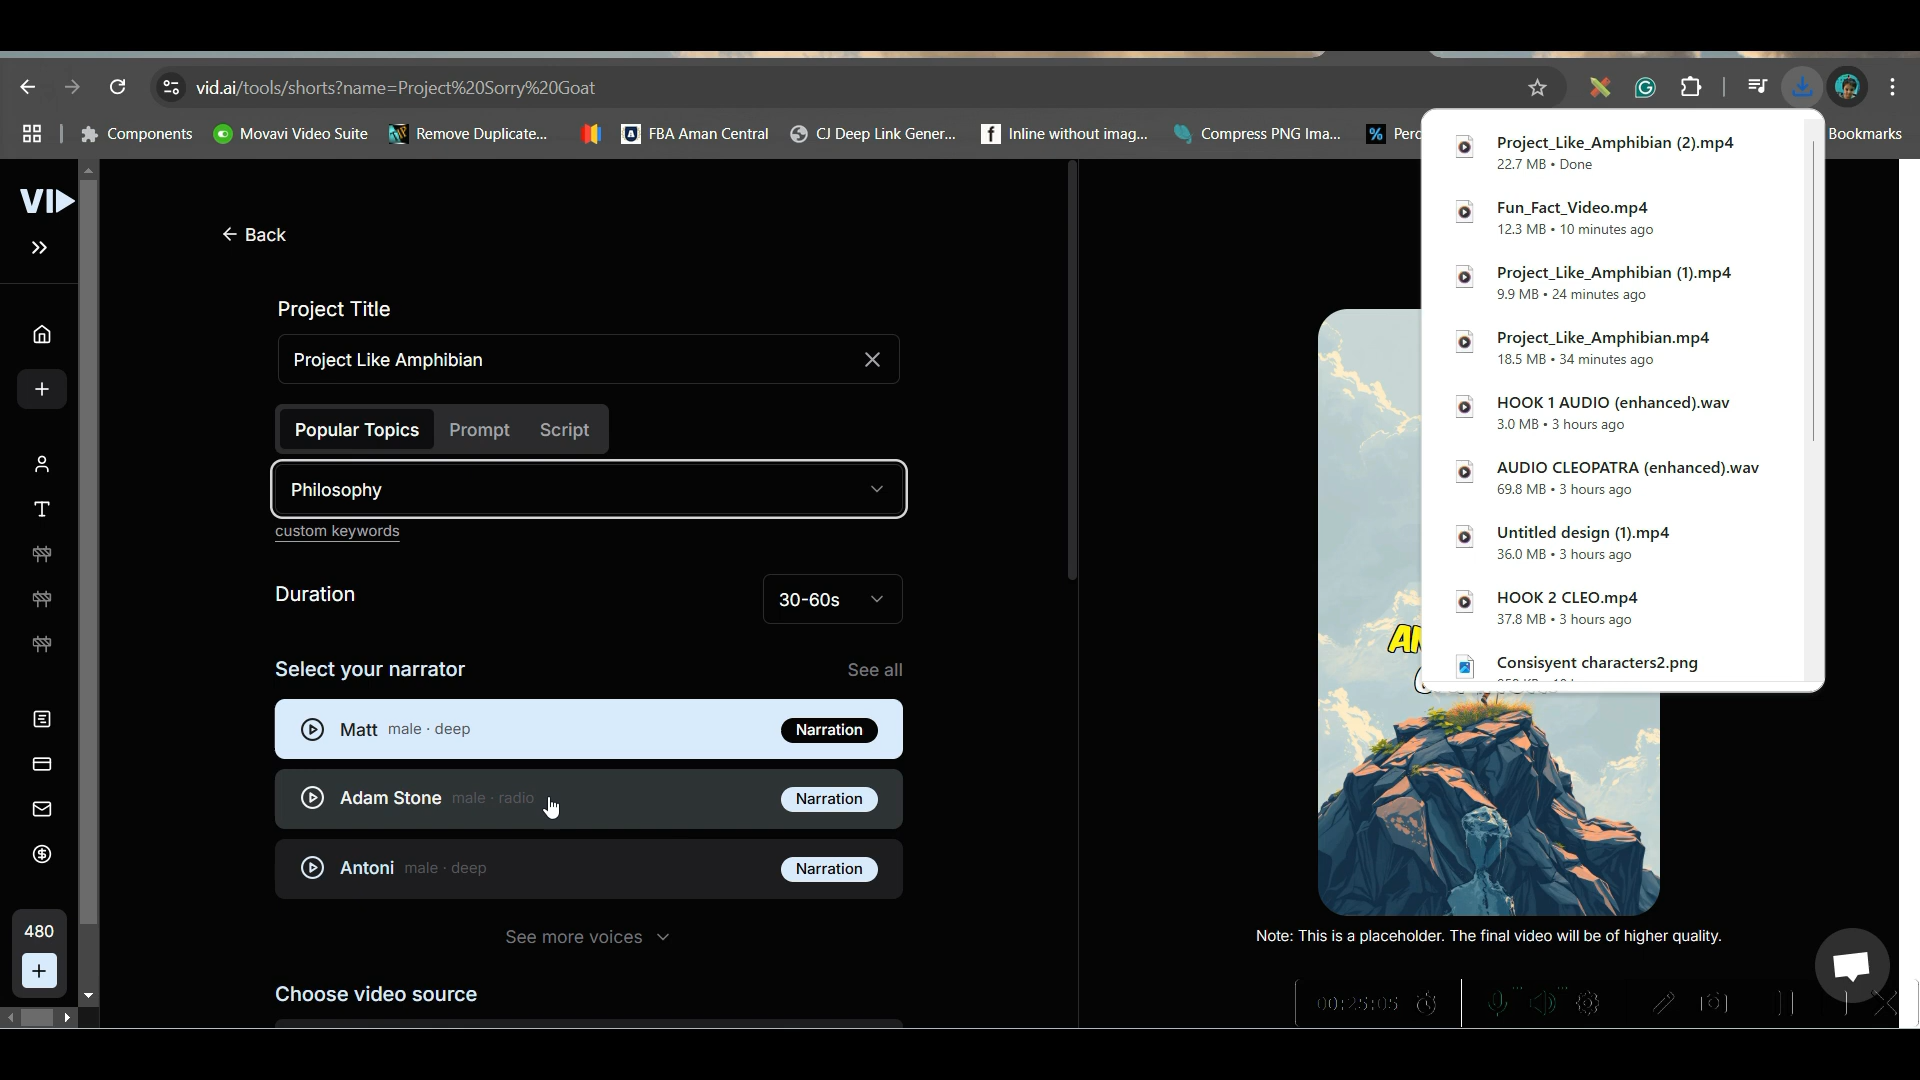 vid.ai/tools/shorts?name=Project%20Sorry%20Goat
Components
Movavi Video Suite
Remove Duplicate...
FBA Aman Central
CJ Deep Link Gener...
Inline without imag...
Compress PNG Ima...
Perc
Bookmarks
VID
Back
Project Title
Project Like Amphibian
Popular Topics
Prompt
Script
Philosophy
custom keywords
Duration
30-60s
Select your narrator
See all
Matt male · deep
Narration
Adam Stone male · radio
Narration
Antoni male · deep
Narration
See more voices
Choose video source
480
Project_Like_Amphibian (2).mp4
22.7 MB • Done
Fun_Fact_Video.mp4
12.3 MB • 10 minutes ago
Project_Like_Amphibian (1).mp4
9.9 MB • 24 minutes ago
Project_Like_Amphibian.mp4
18.5 MB • 34 minutes ago
HOOK 1 AUDIO (enhanced).wav
3.0 MB • 3 hours ago
AUDIO CLEOPATRA (enhanced).wav
69.8 MB • 3 hours ago
Untitled design (1).mp4
36.0 MB • 3 hours ago
HOOK 2 CLEO.mp4
37.8 MB • 3 hours ago
Consisyent characters2.png
Note: This is a placeholder. The final video will be of higher quality.
00:25:05